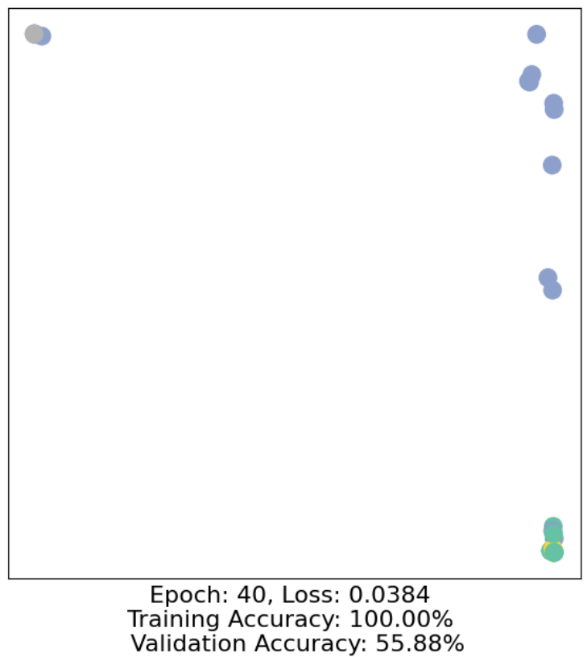 Epoch: 40, Loss: 0.0384
Training Accuracy: 100.00%
Validation Accuracy: 55.88%